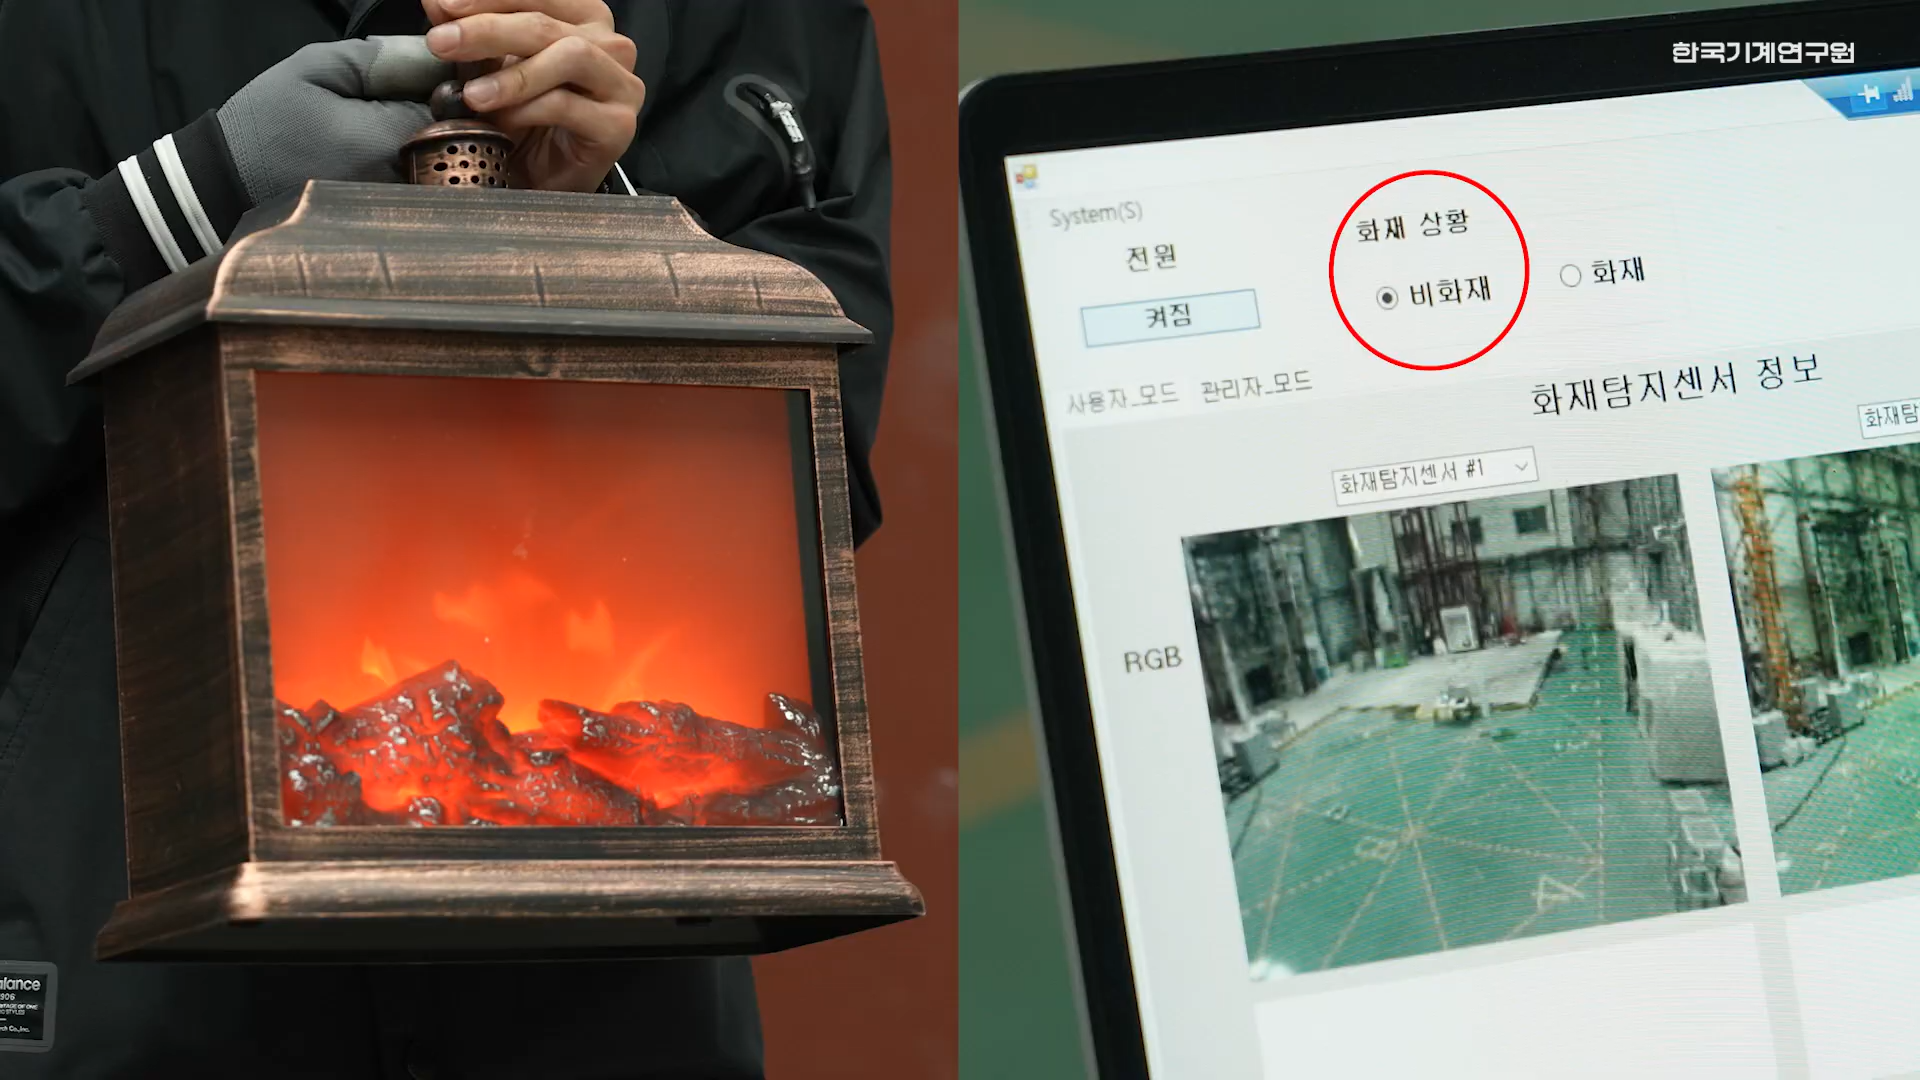 한국기계연구원
System(S)
전원
켜짐
화재 상황
비화재
화재
사용자_모드
관리자_모드
화재탐지센서 정보
화재탐지센서 #1
화재탐
RGB
alance
906